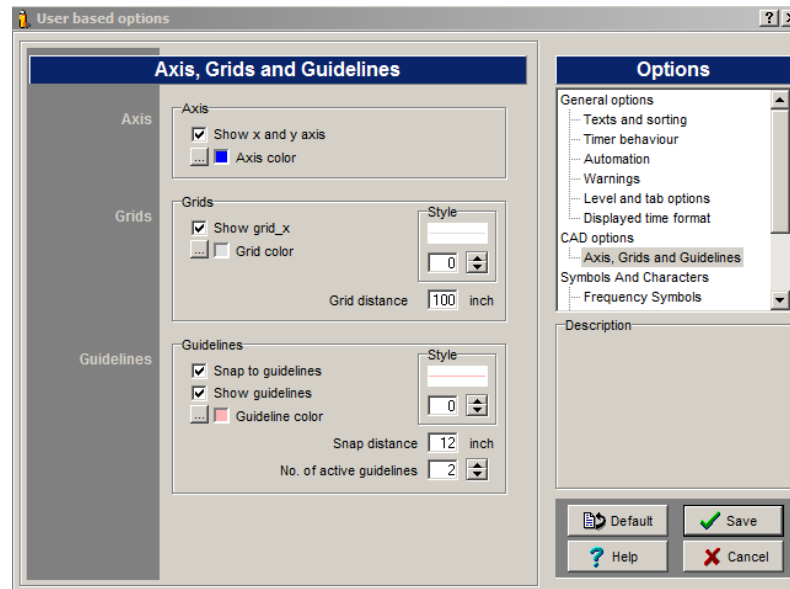 User based options
?
Axis, Grids and Guidelines
Axis
Axis
Show x and y axis
... Axis color
Grids
Grids
Show grid_x
... Grid color
Style
0
Grid distance 100 inch
Guidelines
Guidelines
Snap to guidelines
Show guidelines
... Guideline color
Style
0
Snap distance 12 inch
No. of active guidelines 2
Options
General options
Texts and sorting
Timer behaviour
Automation
Warnings
Level and tab options
Displayed time format
CAD options
Axis, Grids and Guidelines
Symbols And Characters
Frequency Symbols
Description
Default
Save
? Help
Cancel